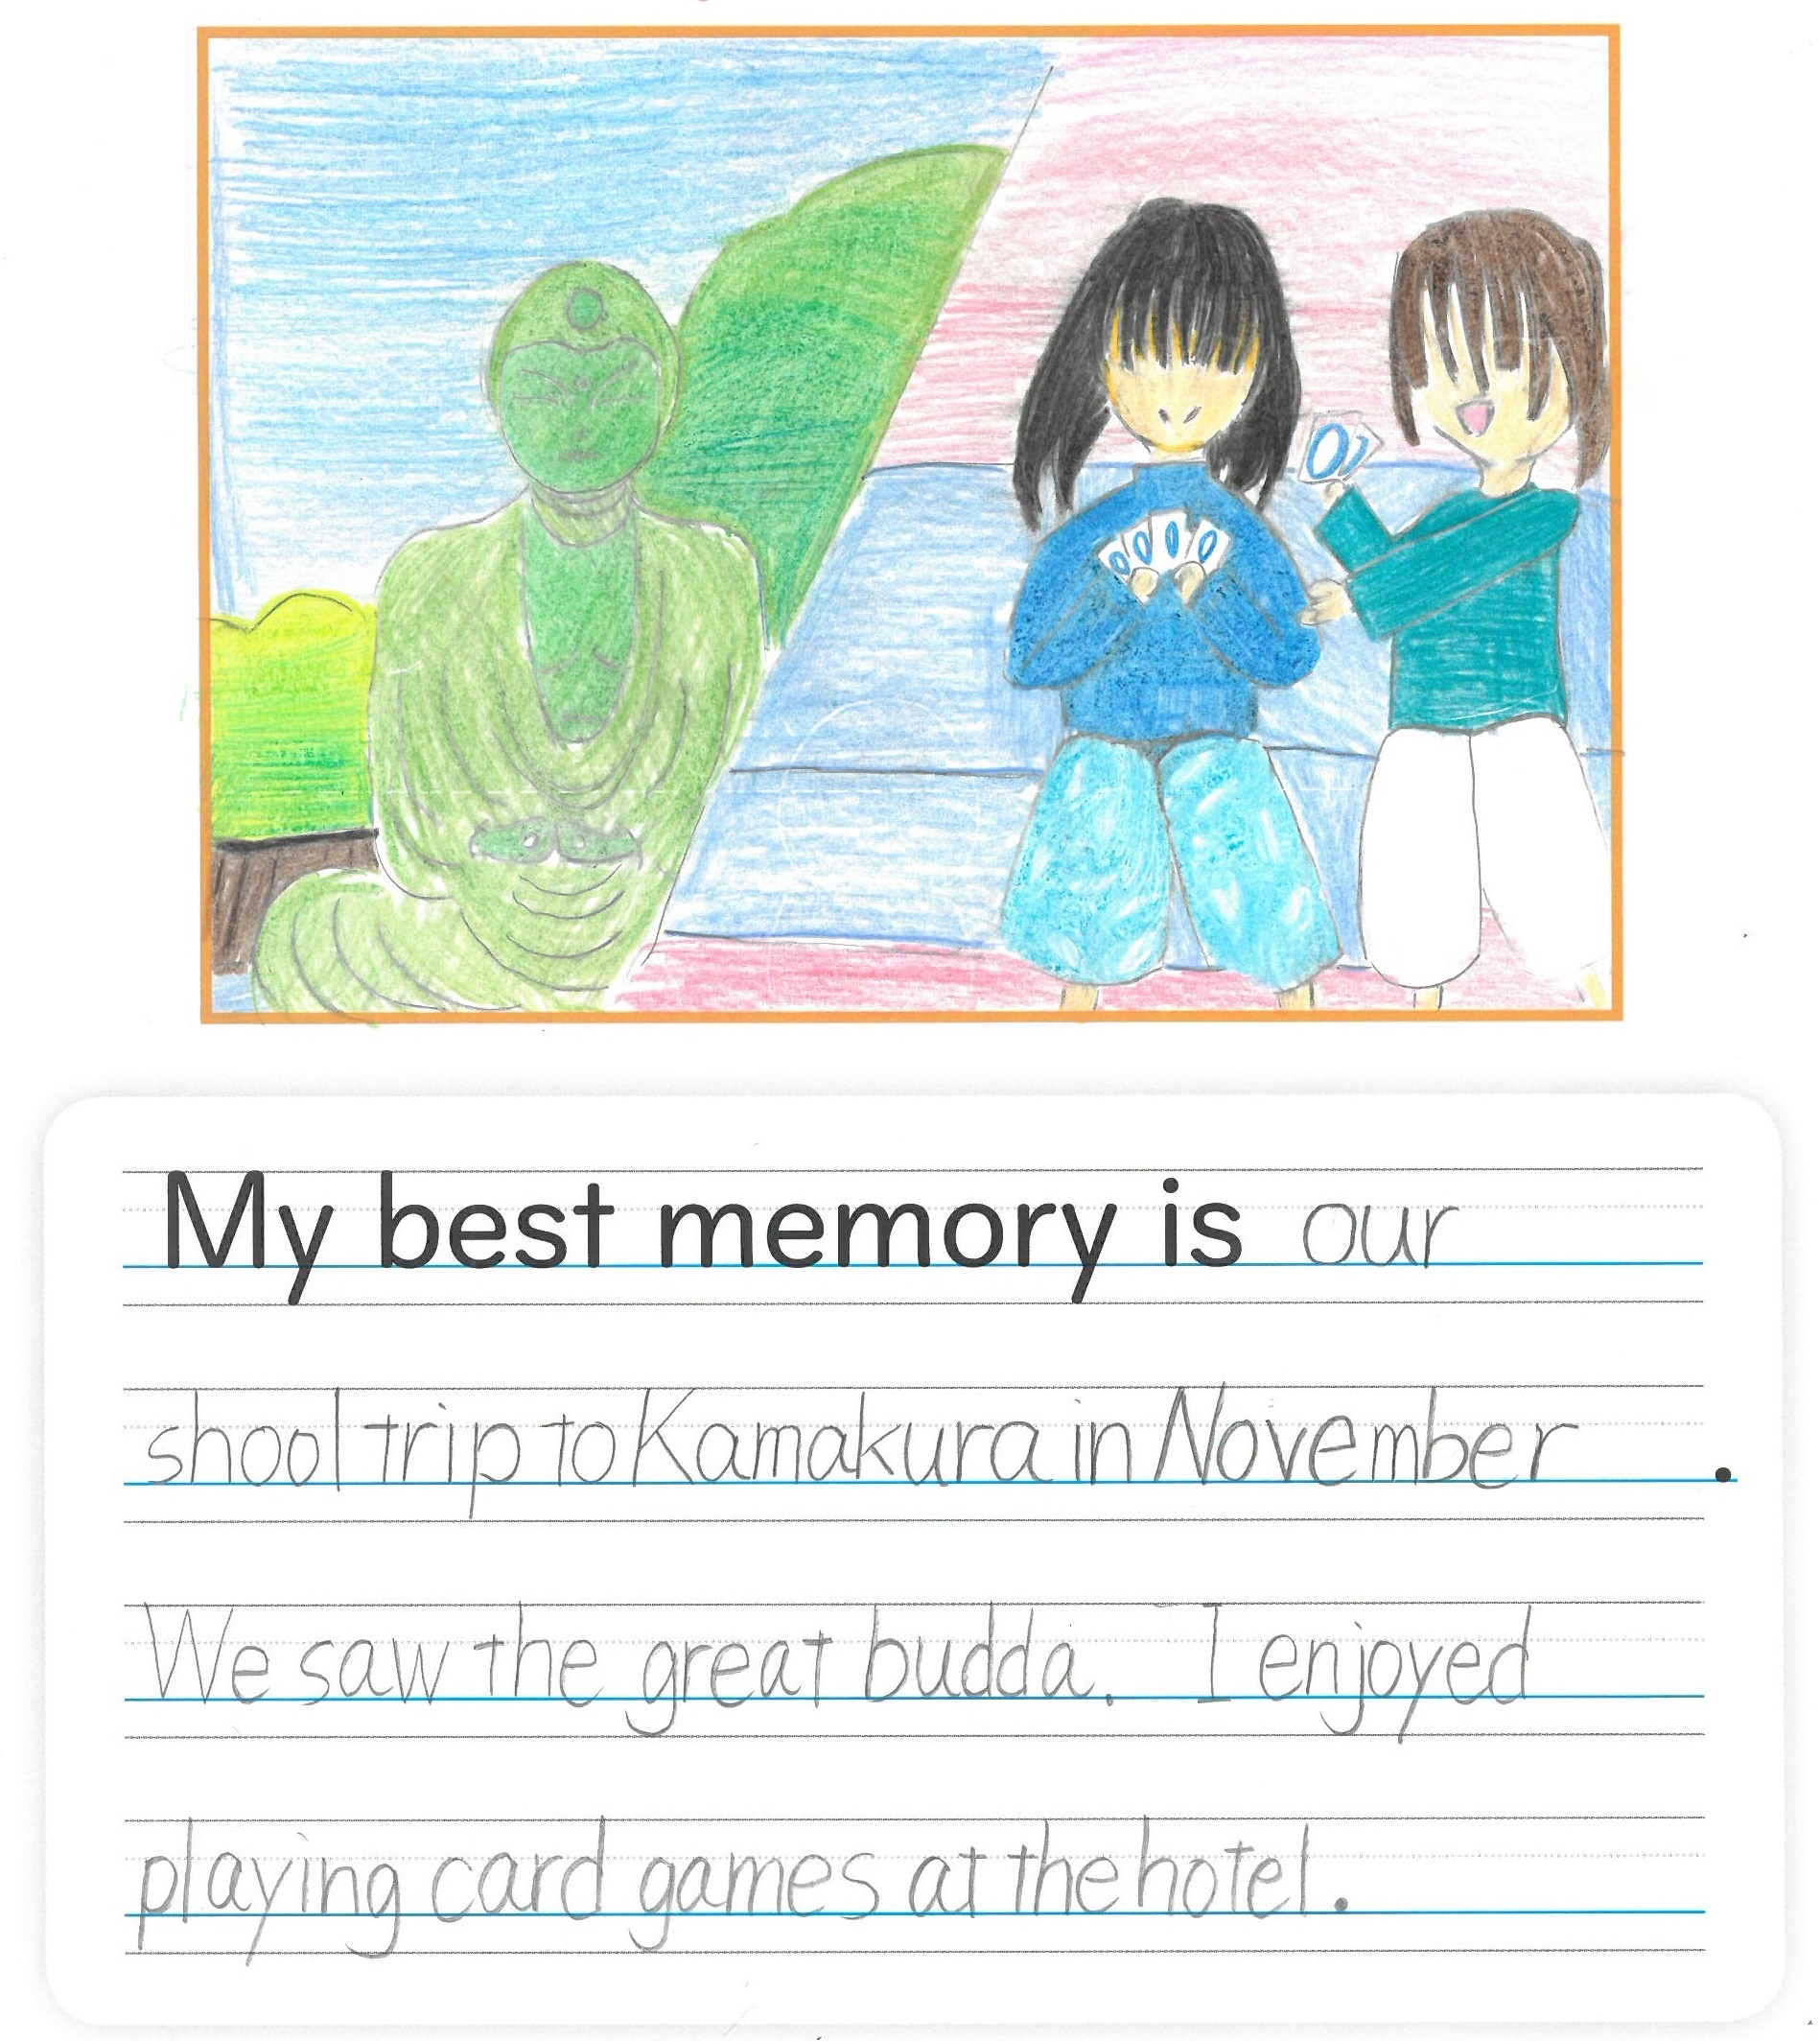 My best memory is our
shool trip to Kamakura in November .
We saw the great budda. I enjoyed
playing card games at the hotel.